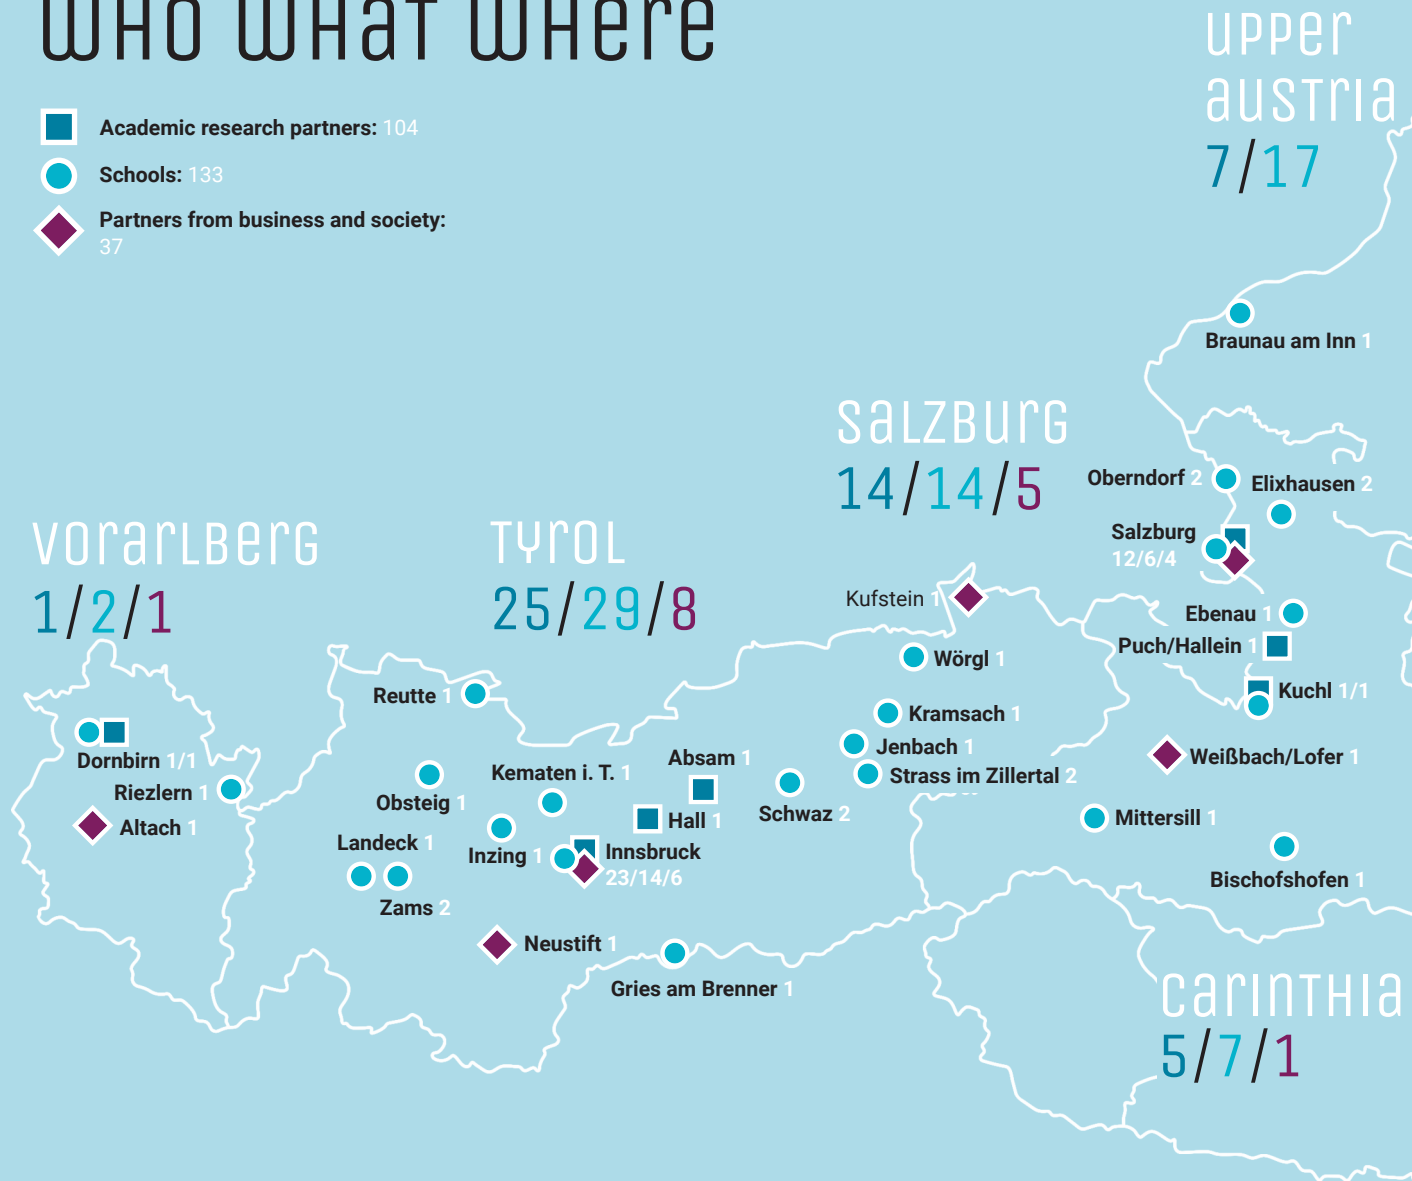 WHO WHAT WHERE
Academic research partners: 104
Schools: 133
Partners from business and society:
37
UPPER
AUSTRIA
7/17
Braunau am Inn 1
SALZBURG
14/14/5
Oberndorf 2
Elixhausen 2
Salzburg
12/6/4
VORARLBERG
1/2/1
TYROL
25/29/8
Kufstein 1
Ebenau 1
Puch/Hallein 1
Wörgl 1
Reutte 1
Kuchl 1/1
Kramsach 1
Dornbirn 1/1
Jenbach 1
Absam 1
Weißbach/Lofer 1
Kematen i. T. 1
Strass im Zillertal 2
Riezlern 1
Obsteig 1
Schwaz 2
Hall 1
Mittersill 1
Altach 1
Landeck 1
Inzing 1
Innsbruck
23/14/6
Bischofshofen 1
Zams 2
Neustift 1
Gries am Brenner 1
CARINTHIA
5/7/1